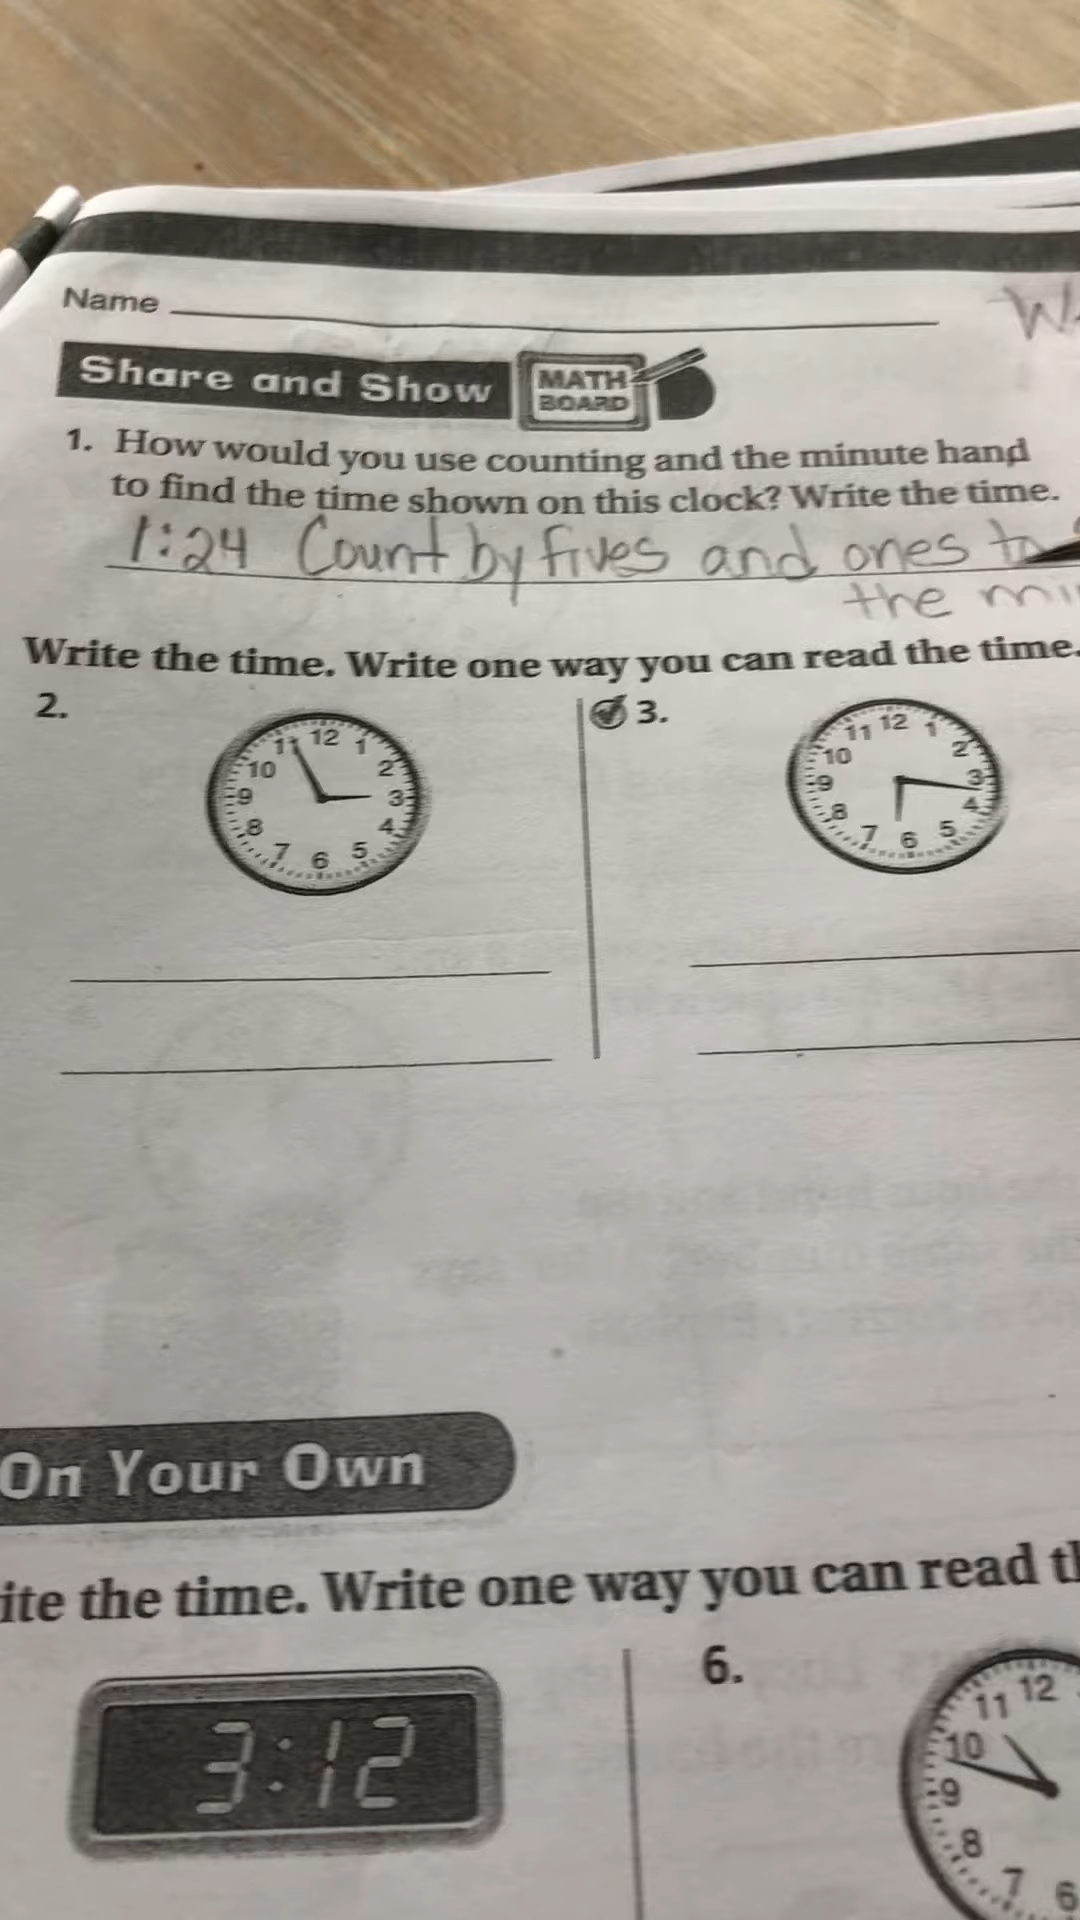 Name
W
Share and Show
MATH
BOARD
1. How would you use counting and the minute hand
to find the time shown on this clock? Write the time.
1:24 Count by fives and ones to
the mi
Write the time. Write one way you can read the time.
2.
11 12 1
10 2
9 3
8 4
7 6 5
3.
11 12 1
10 2
9 3
8 4
7 6 5
On Your Own
ite the time. Write one way you can read th
3:12
6.
11 12
10
9
8
7 6